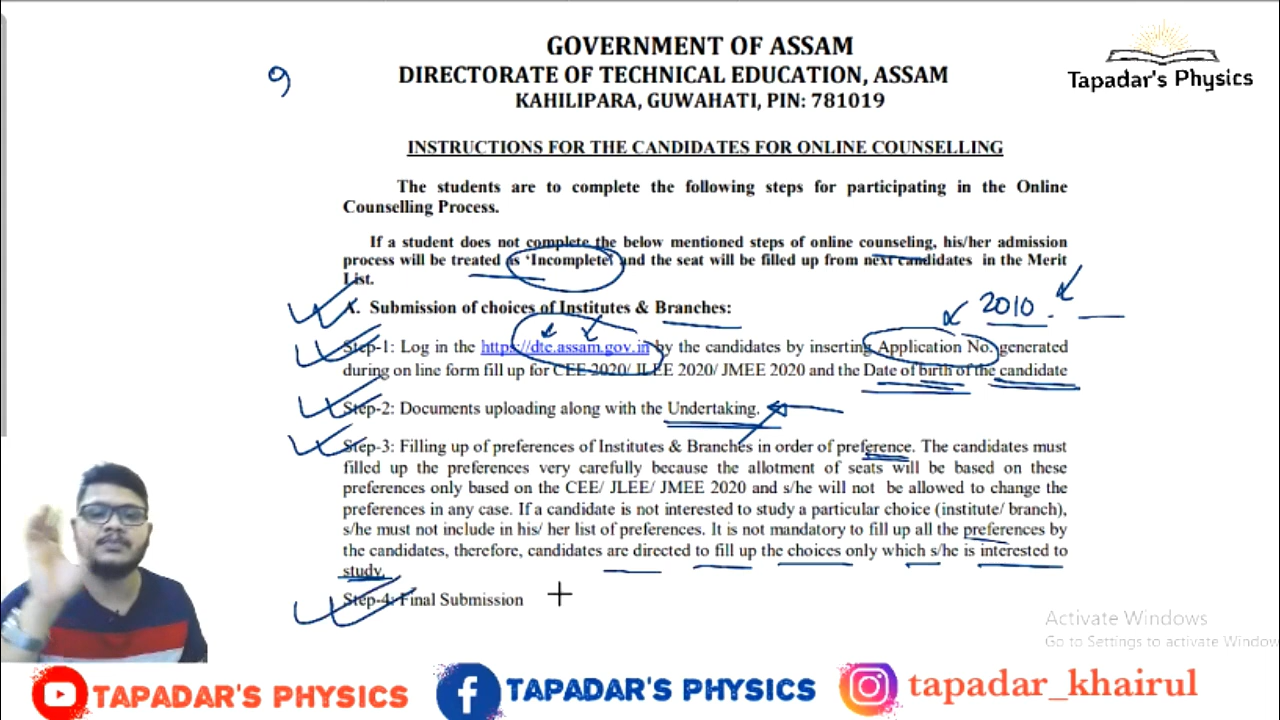 GOVERNMENT OF ASSAM
DIRECTORATE OF TECHNICAL EDUCATION, ASSAM
KAHILIPARA, GUWAHATI, PIN: 781019
Tapadar's Physics
9
INSTRUCTIONS FOR THE CANDIDATES FOR ONLINE COUNSELLING
The students are to complete the following steps for participating in the Online
Counselling Process.
If a student does not complete the below mentioned steps of online counseling, his/her admission
process will be treated as ‘Incomplete’ and the seat will be filled up from next candidates in the Merit
List.
2010
A. Submission of choices of Institutes & Branches:
Step-1: Log in the https://dte.assam.gov.in by the candidates by inserting Application No. generated
during on line form fill up for CEE 2020/ JLEE 2020/ JMEE 2020 and the Date of birth of the candidate
Step-2: Documents uploading along with the Undertaking.
Step-3: Filling up of preferences of Institutes & Branches in order of preference. The candidates must
filled up the preferences very carefully because the allotment of seats will be based on these
preferences only based on the CEE/ JLEE/ JMEE 2020 and s/he will not be allowed to change the
preferences in any case. If a candidate is not interested to study a particular choice (institute/ branch),
s/he must not include in his/ her list of preferences. It is not mandatory to fill up all the preferences by
the candidates, therefore, candidates are directed to fill up the choices only which s/he is interested to
study.
Step-4: Final Submission
Activate Windows
Go to Settings to activate Window
TAPADAR'S PHYSICS
TAPADAR'S PHYSICS
tapadar_khairul